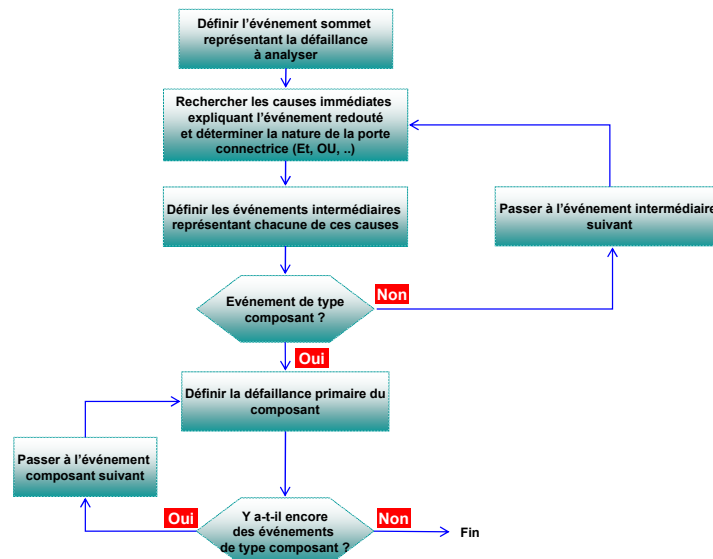 Définir l'événement sommet
représentant la défaillance
à analyser
Rechercher les causes immédiates
expliquant l'événement redouté
et déterminer la nature de la porte
connectrice (Et, OU, ..)
Définir les événements intermédiaires
représentant chacune de ces causes
Passer à l'événement intermédiaire
suivant
Evénement de type
composant ?
Non
Oui
Définir la défaillance primaire du
composant
Passer à l'événement
composant suivant
Oui
Y a-t-il encore
des événements
de type composant ?
Non
Fin